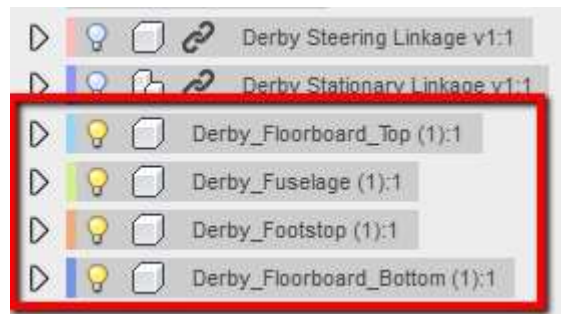 Derby Steering Linkage v1:1
Derby Stationary Linkage v1:1
Derby_Floorboard_Top (1):1
Derby_Fuselage (1):1
Derby_Footstop (1):1
Derby_Floorboard_Bottom (1):1